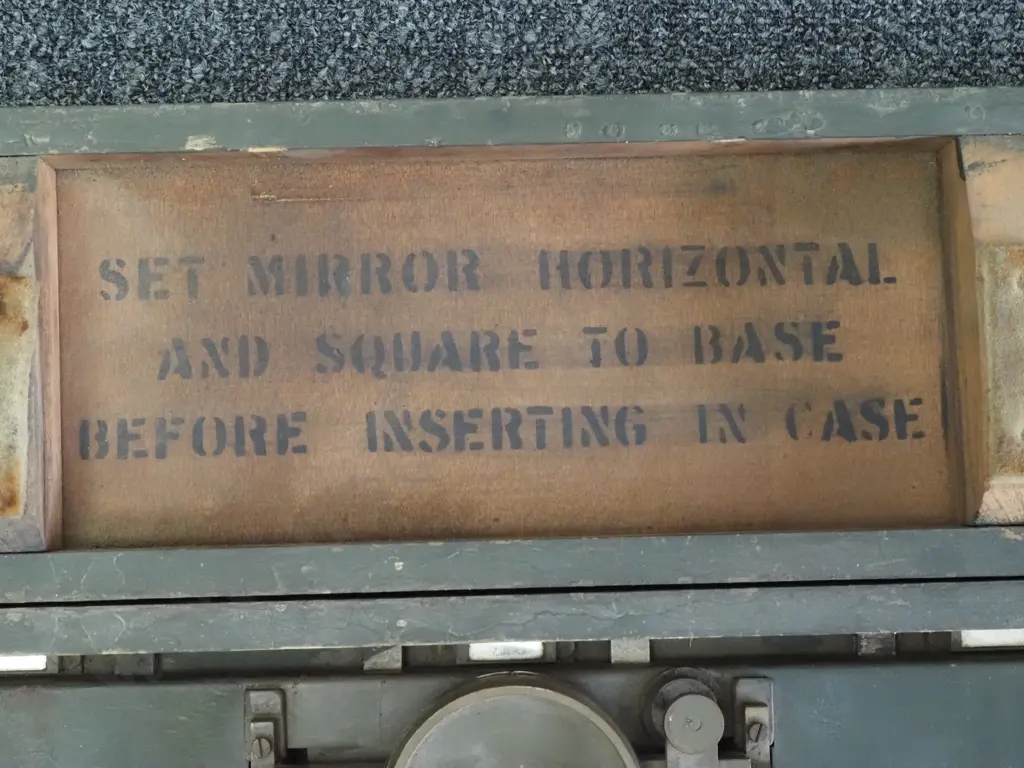 SET MIRROR HORIZONTAL
AND SQUARE TO BASE
BEFORE INSERTING IN CASE